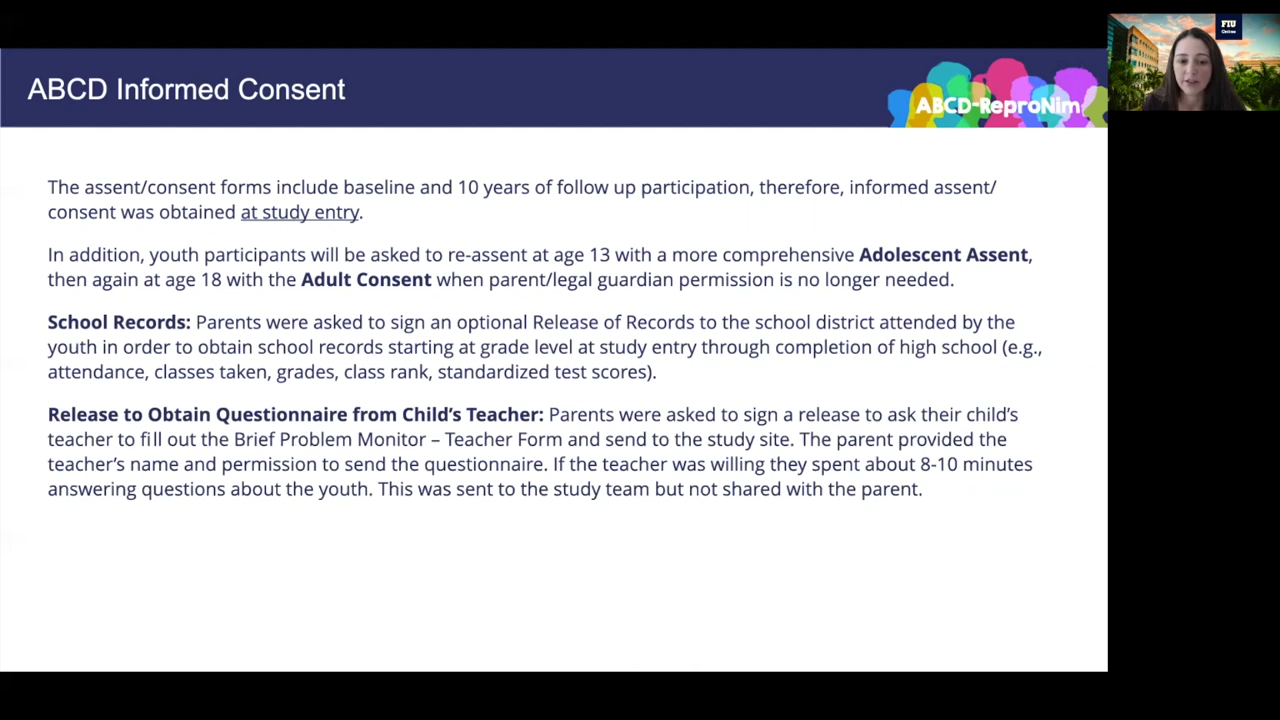 ABCD Informed Consent
ABCD-ReproNim
FIU
Online
The assent/consent forms include baseline and 10 years of follow up participation, therefore, informed assent/
consent was obtained at study entry.
In addition, youth participants will be asked to re-assent at age 13 with a more comprehensive Adolescent Assent,
then again at age 18 with the Adult Consent when parent/legal guardian permission is no longer needed.
School Records: Parents were asked to sign an optional Release of Records to the school district attended by the
youth in order to obtain school records starting at grade level at study entry through completion of high school (e.g.,
attendance, classes taken, grades, class rank, standardized test scores).
Release to Obtain Questionnaire from Child’s Teacher: Parents were asked to sign a release to ask their child’s
teacher to fill out the Brief Problem Monitor – Teacher Form and send to the study site. The parent provided the
teacher’s name and permission to send the questionnaire. If the teacher was willing they spent about 8-10 minutes
answering questions about the youth. This was sent to the study team but not shared with the parent.